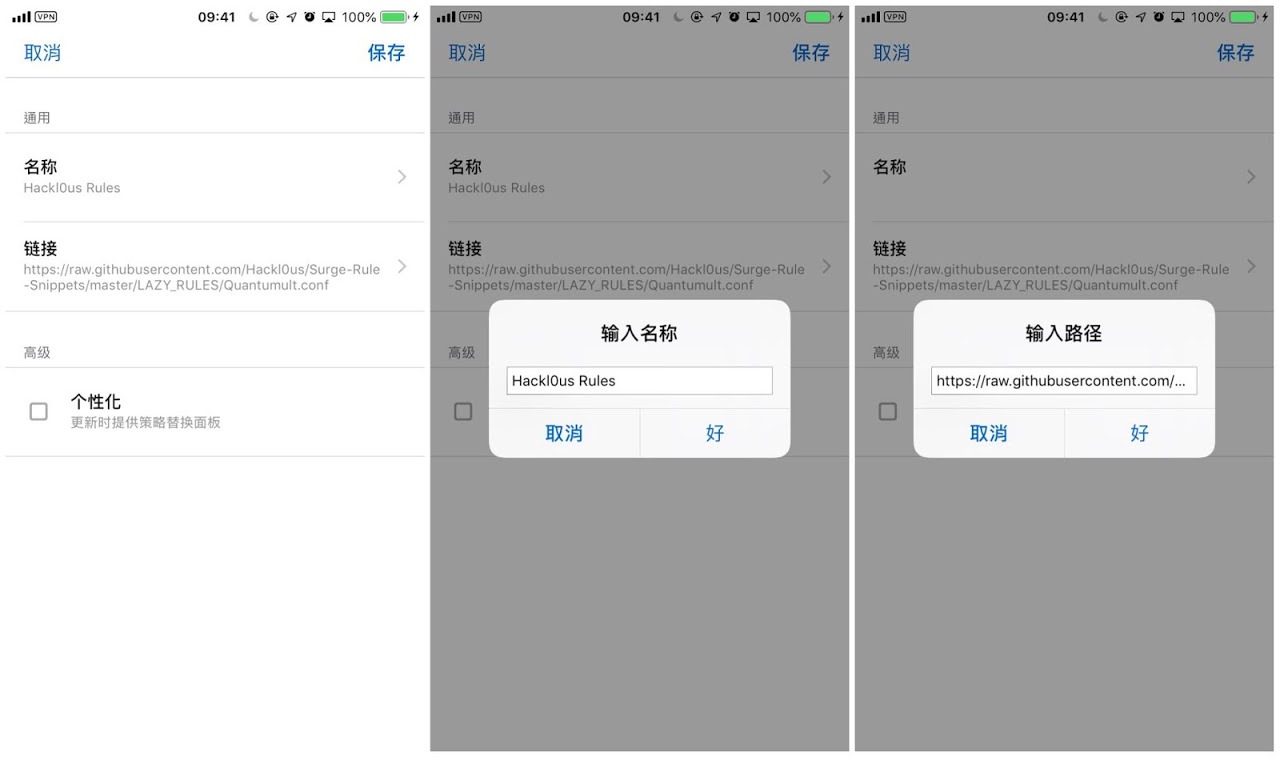 VPN 09:41 100%
取消 保存
通用
名称
Hackl0us Rules
链接
https://raw.githubusercontent.com/Hackl0us/Surge-Rule
-Snippets/master/LAZY_RULES/Quantumult.conf
高级
个性化
更新时提供策略替换面板
VPN 09:41 100%
取消 保存
通用
名称
Hackl0us Rules
链接
https://raw.githubusercontent.com/Hackl0us/Surge-Rule
-Snippets/master/LAZY_RULES/Quantumult.conf
高级
输入名称
Hackl0us Rules
取消 好
VPN 09:41 100%
取消 保存
通用
名称
链接
https://raw.githubusercontent.com/Hackl0us/Surge-Rule
-Snippets/master/LAZY_RULES/Quantumult.conf
高级
输入路径
https://raw.githubusercontent.com/...
取消 好